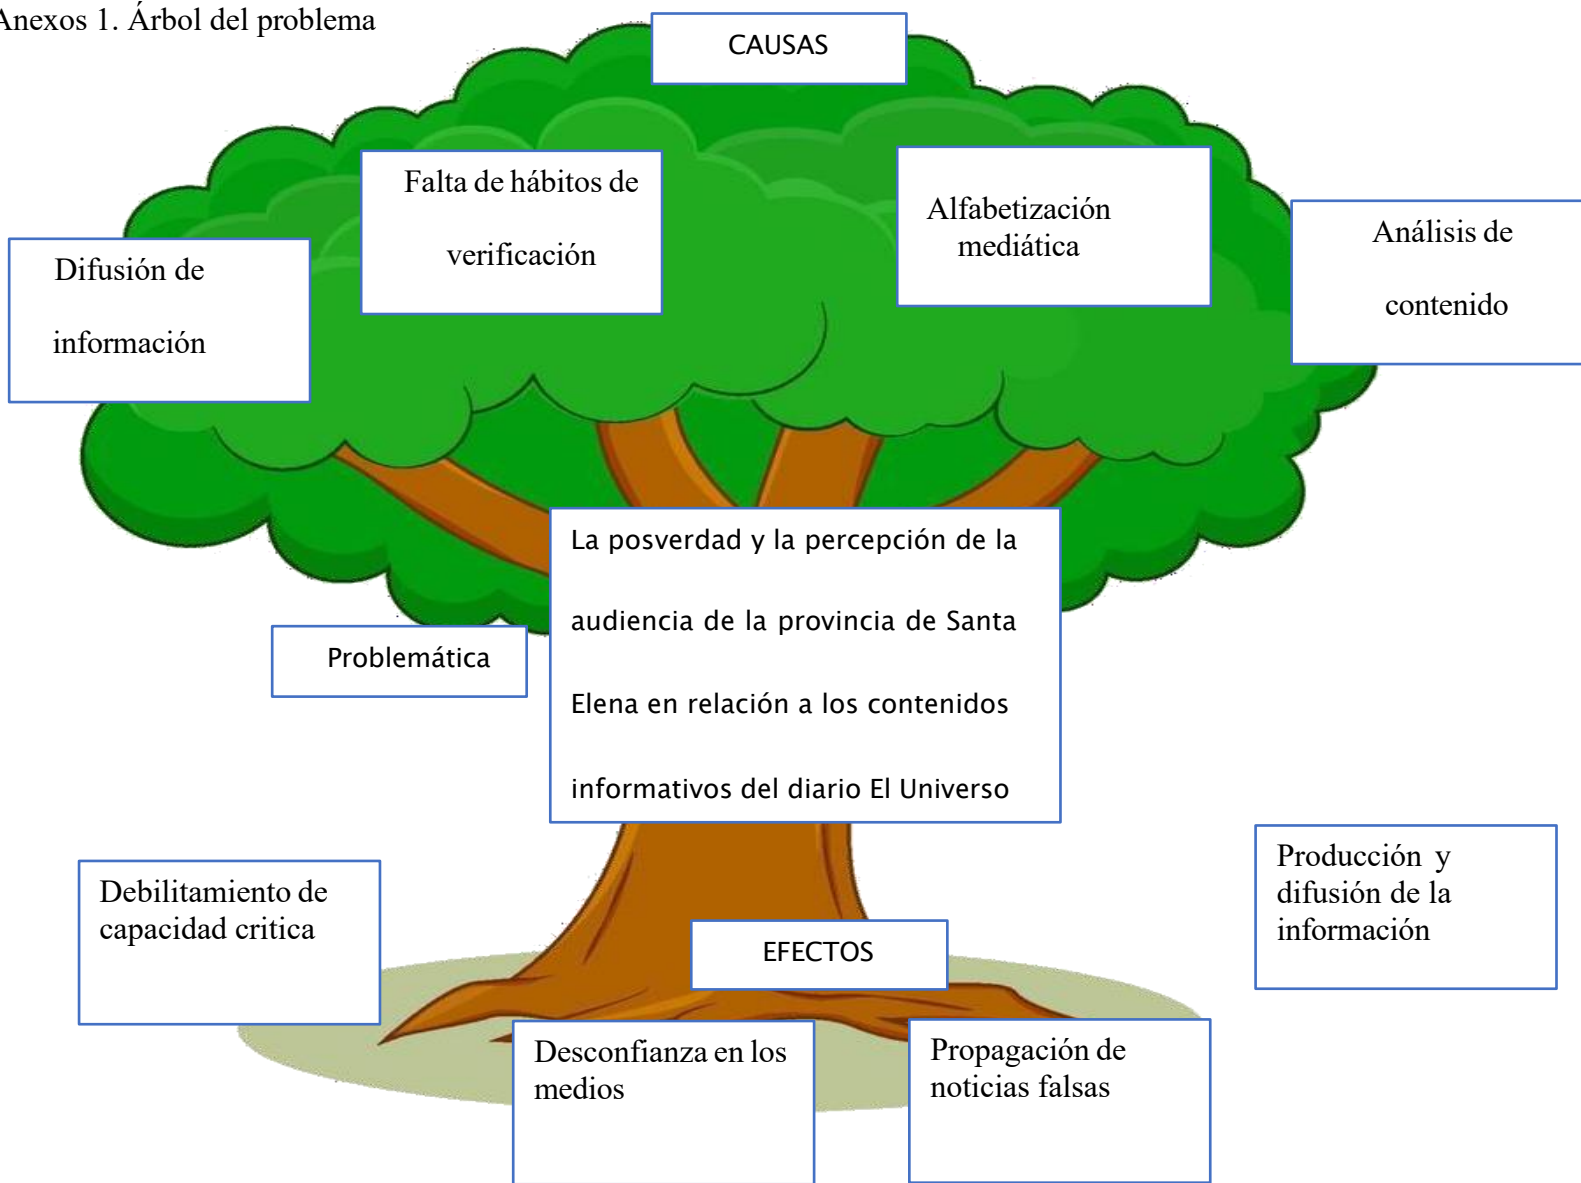 Anexos 1. Árbol del problema
CAUSAS
Falta de hábitos de
verificación
Alfabetización
mediática
Análisis de
contenido
Difusión de
información
La posverdad y la percepción de la
audiencia de la provincia de Santa
Elena en relación a los contenidos
informativos del diario El Universo
Problemática
Debilitamiento de
capacidad critica
EFECTOS
Producción y
difusión de la
información
Desconfianza en los
medios
Propagación de
noticias falsas